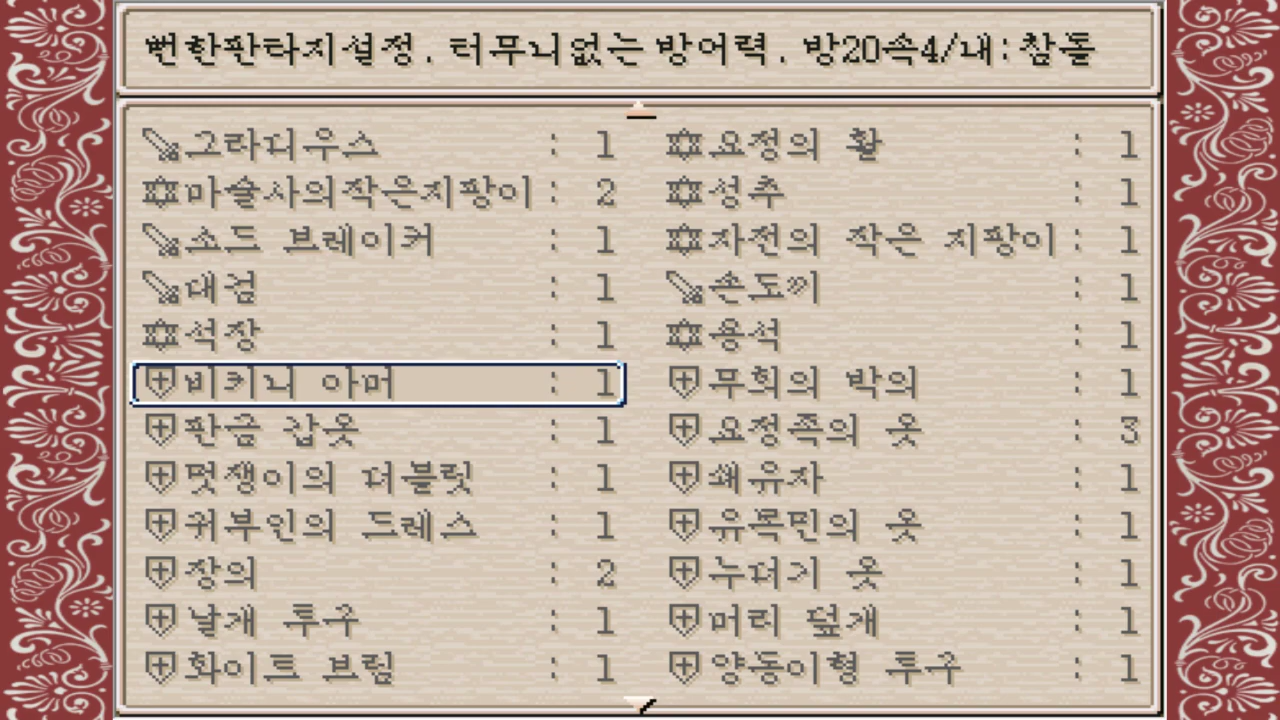 뻔한판타지설정. 터무니없는 방어력. 방20속4/내:참돌
그라디우스 : 1 요정의 활 : 1
마술사의작은지팡이 : 2 성추 : 1
소드 브레이커 : 1 자전의 작은 지팡이 : 1
대검 : 1 손도끼 : 1
석장 : 1 용석 : 1
비키니 아머 : 1 무희의 박의 : 1
판금 갑옷 : 1 요정족의 옷 : 3
멋쟁이의 더블릿 : 1 쇄유자 : 1
귀부인의 드레스 : 1 유목민의 옷 : 1
장의 : 2 누더기 옷 : 1
날개 투구 : 1 머리 덮개 : 1
화이트 브림 : 1 양동이형 투구 : 1